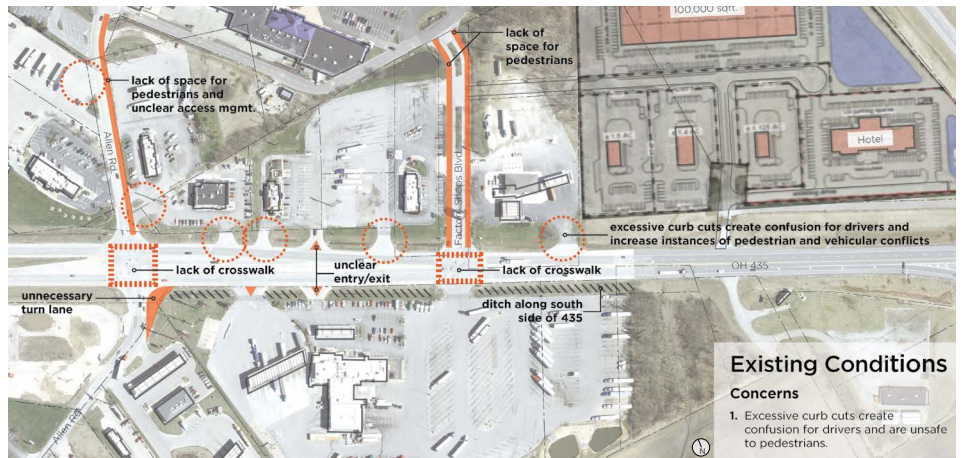 100,000 sqft.
lack of
space for
pedestrians
lack of space for
pedestrians and
unclear access mgmt.
Allen Rd
Factory Shops Blvd
Hotel
excessive curb cuts create confusion for drivers and
increase instances of pedestrian and vehicular conflicts
lack of crosswalk
unclear
entry/exit
lack of crosswalk
OH 435
unnecessary
turn lane
ditch along south
side of 435
Allen Rd
Existing Conditions
Concerns
1. Excessive curb cuts create
confusion for drivers and are unsafe
to pedestrians.
N